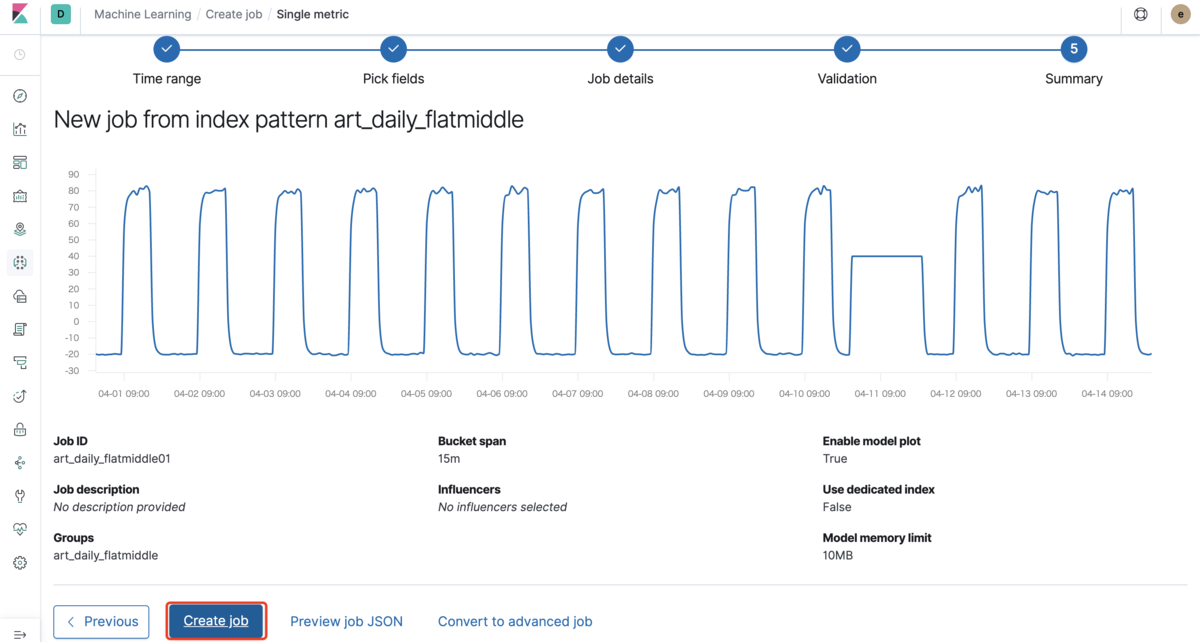 D Machine Learning / Create job / Single metric e
5
Time range Pick fields Job details Validation Summary
New job from index pattern art_daily_flatmiddle
90
80
70
60
50
40
30
20
10
0
-10
-20
-30
04-01 09:00 04-02 09:00 04-03 09:00 04-04 09:00 04-05 09:00 04-06 09:00 04-07 09:00 04-08 09:00 04-09 09:00 04-10 09:00 04-11 09:00 04-12 09:00 04-13 09:00 04-14 09:00
Job ID Bucket span Enable model plot
art_daily_flatmiddle01 15m True
Job description Influencers Use dedicated index
No description provided No influencers selected False
Groups Model memory limit
art_daily_flatmiddle 10MB
Previous Create job Preview job JSON Convert to advanced job